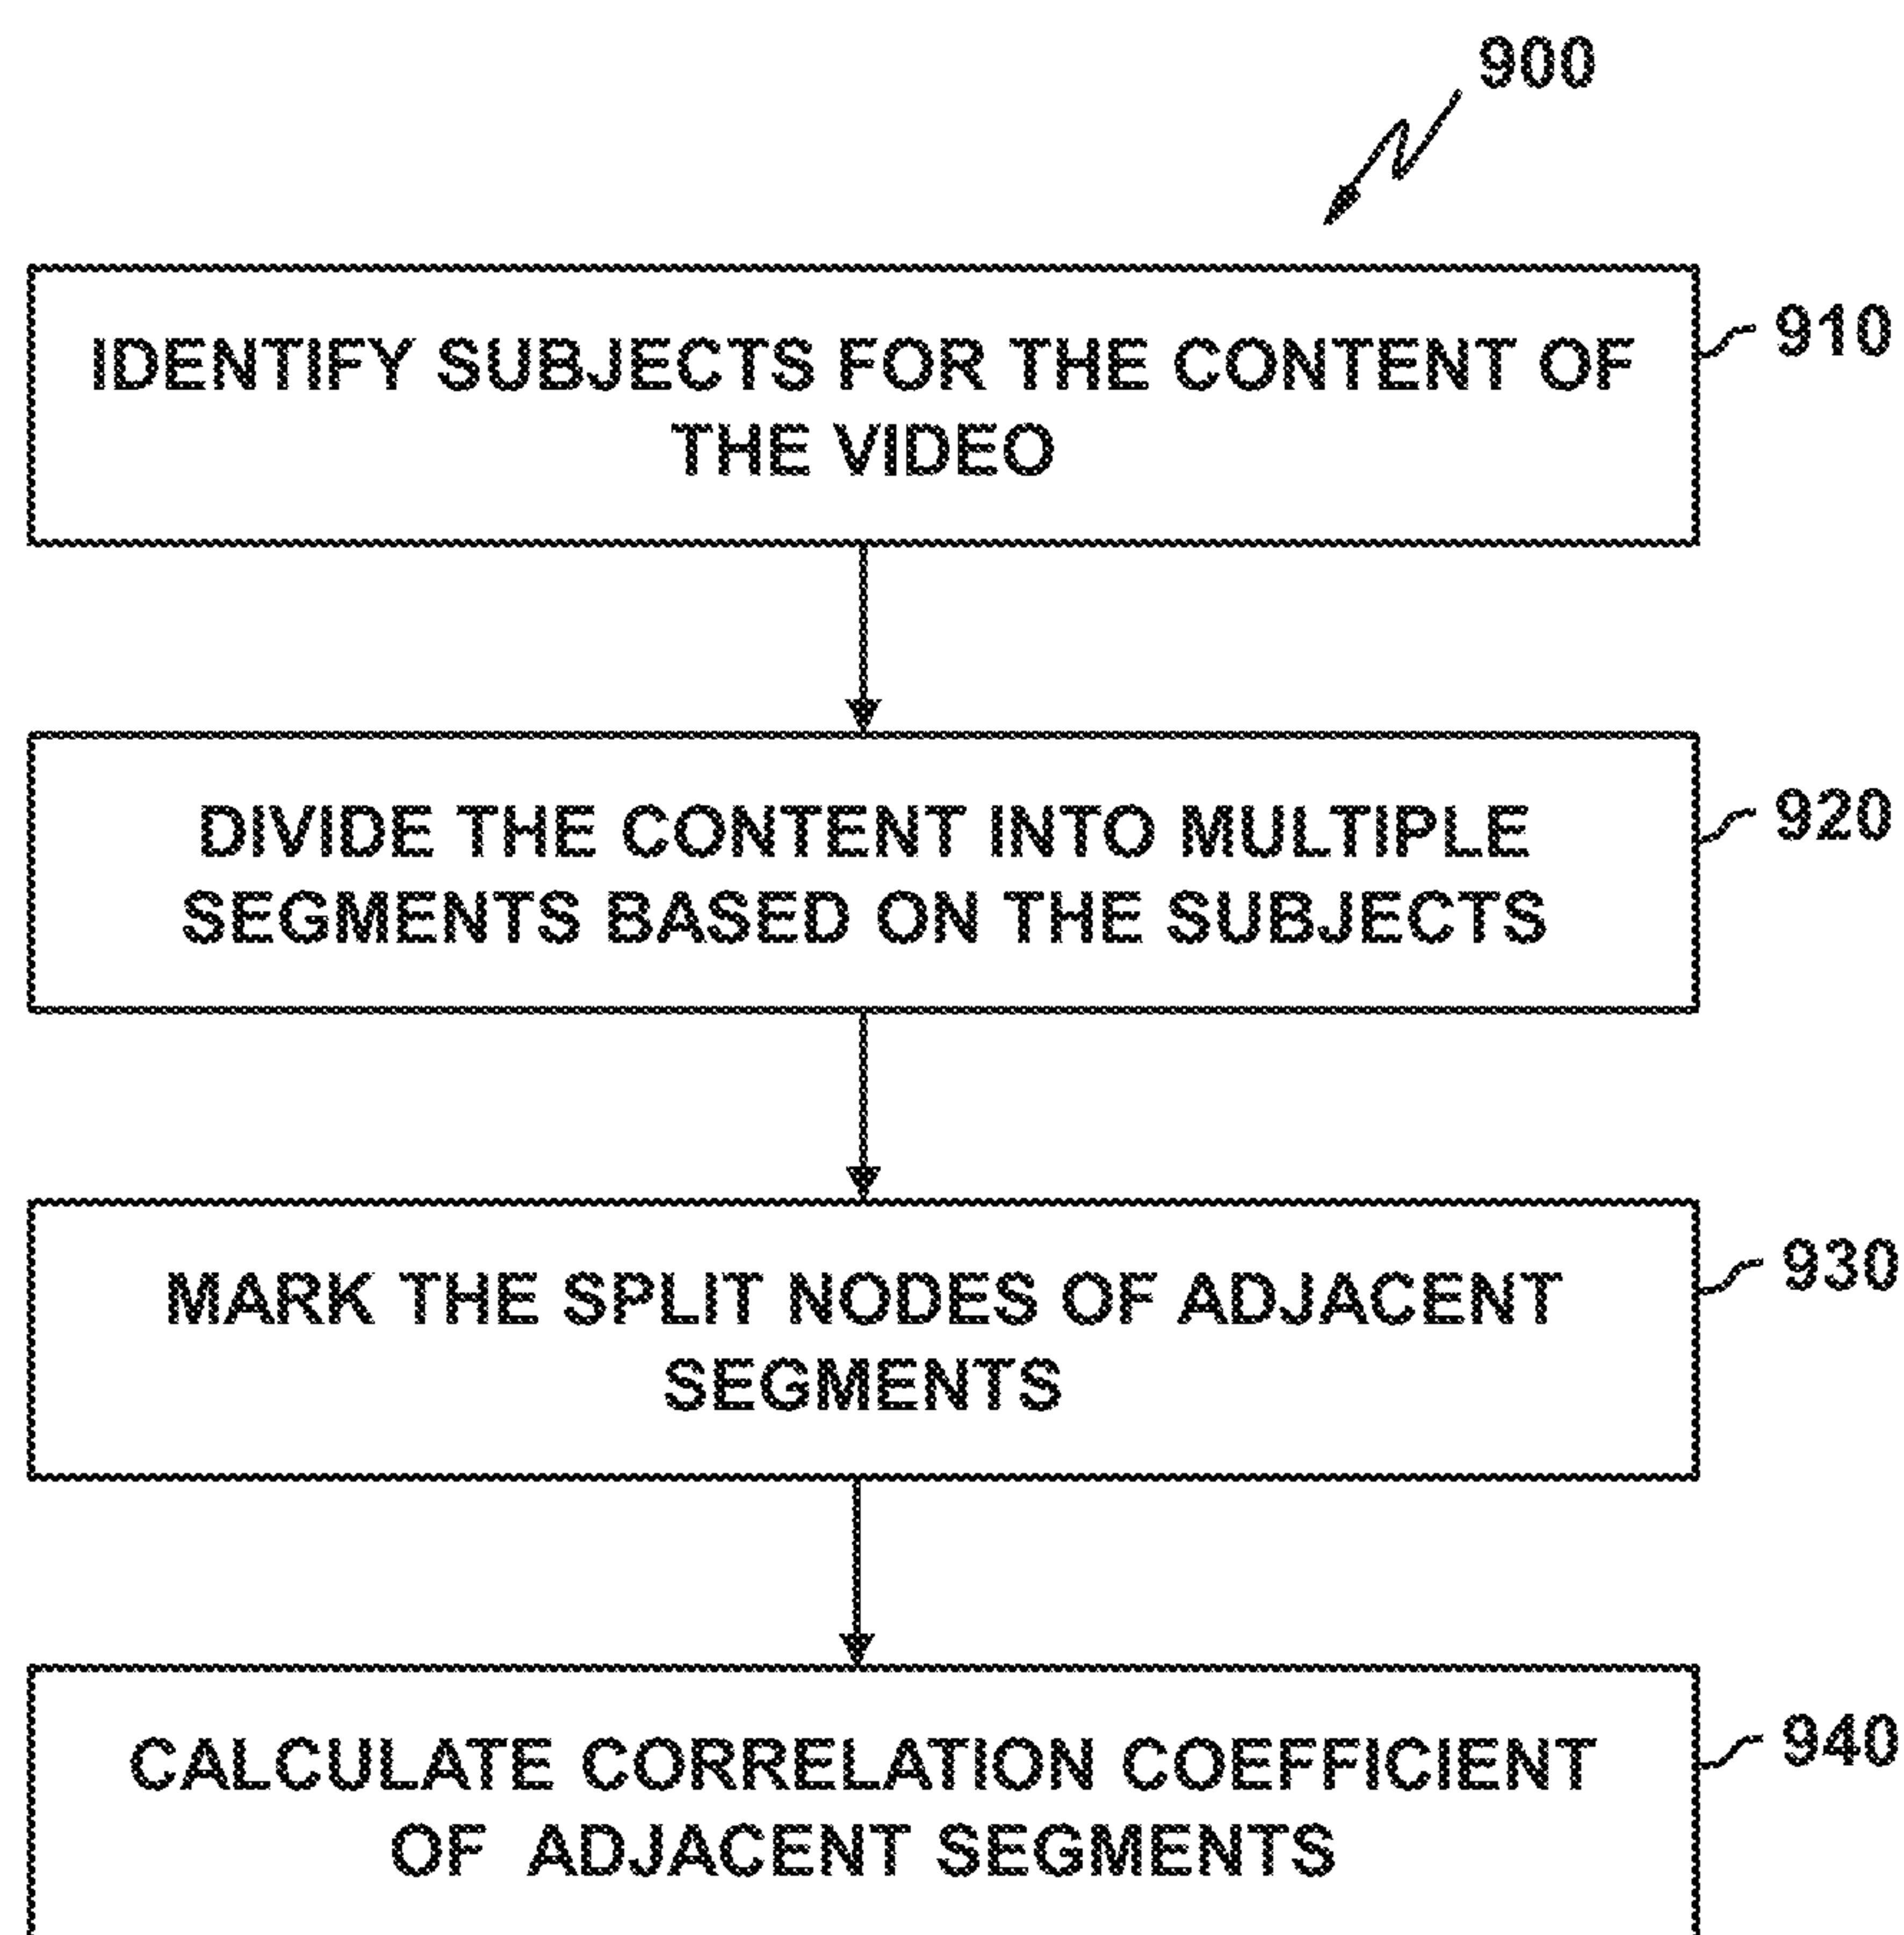 900
IDENTIFY SUBJECTS FOR THE CONTENT OF
THE VIDEO
910
DIVIDE THE CONTENT INTO MULTIPLE
SEGMENTS BASED ON THE SUBJECTS
920
MARK THE SPLIT NODES OF ADJACENT
SEGMENTS
930
CALCULATE CORRELATION COEFFICIENT
OF ADJACENT SEGMENTS
940